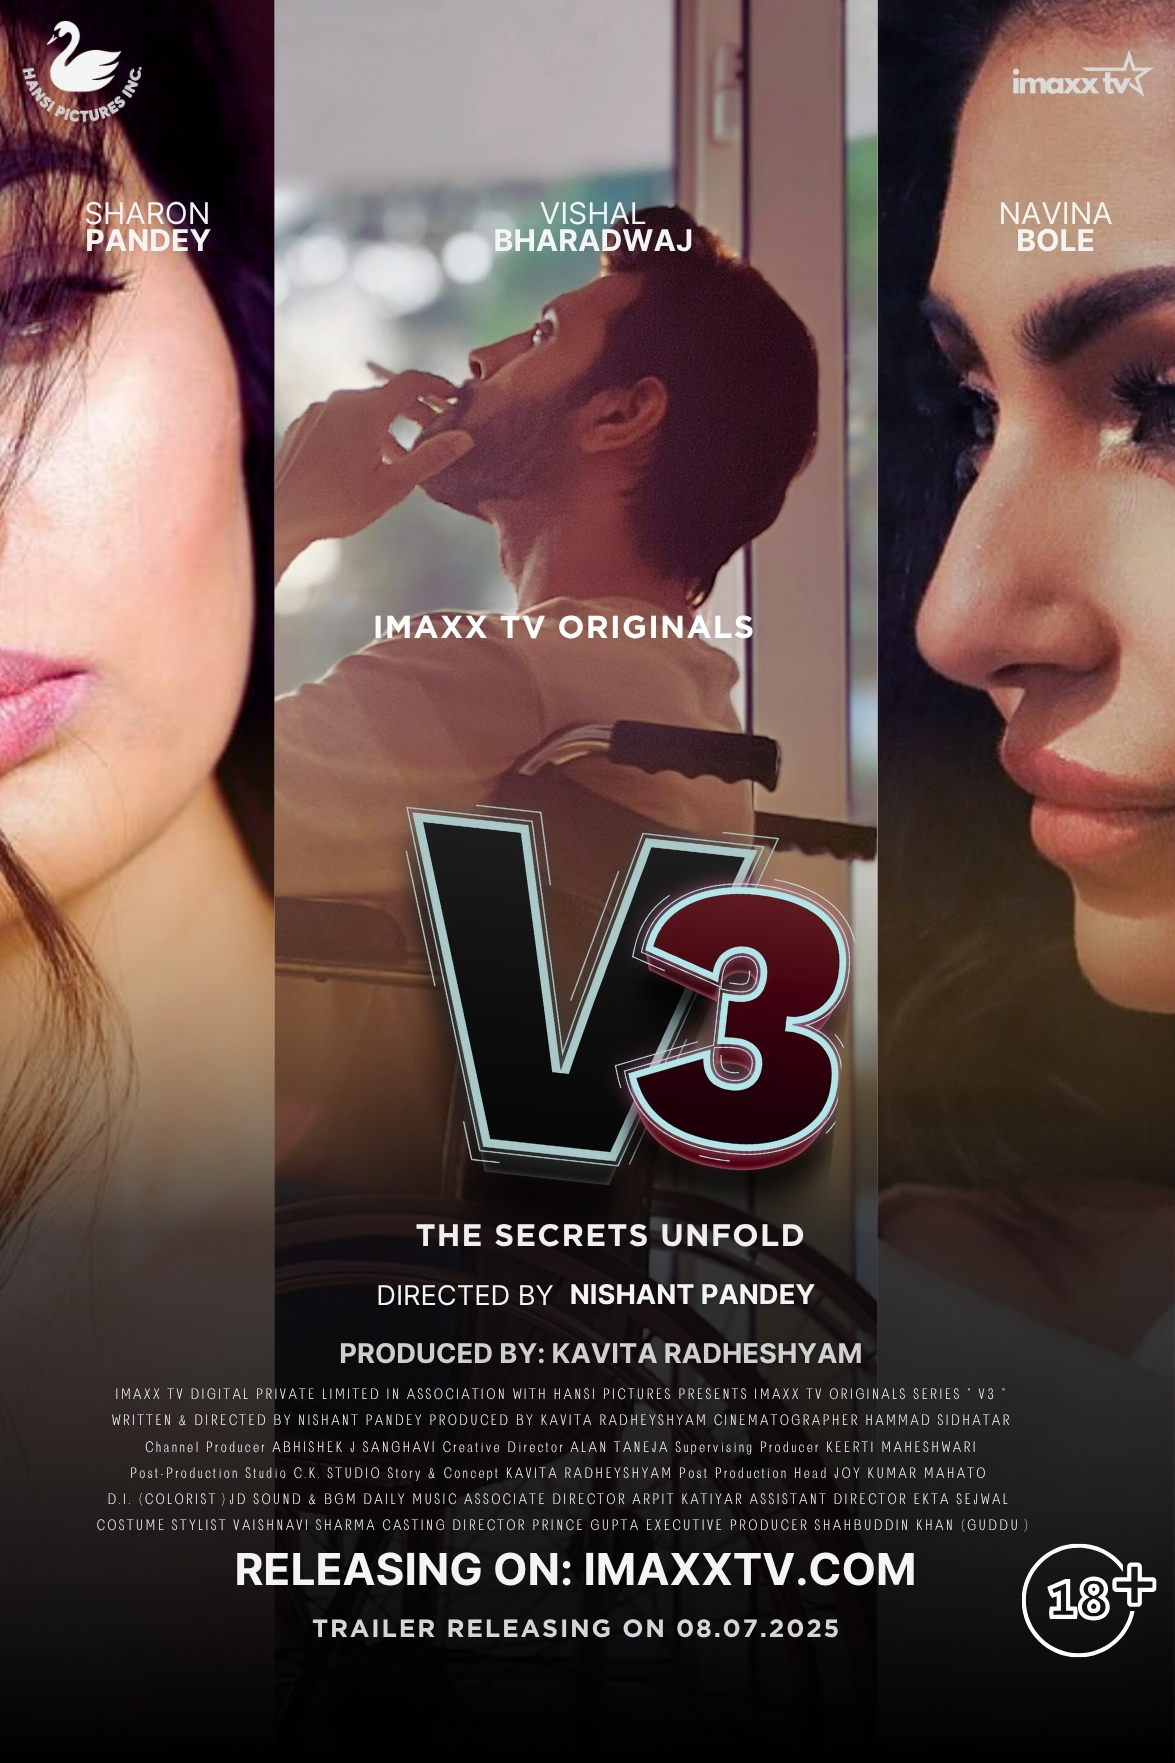 HANSI PICTURES INC.
imaxx tv
SHARON
PANDEY
VISHAL
BHARADWAJ
NAVINA
BOLE
IMAXX TV ORIGINALS
V3
THE SECRETS UNFOLD
DIRECTED BY NISHANT PANDEY
PRODUCED BY: KAVITA RADHESHYAM
IMAXX TV DIGITAL PRIVATE LIMITED IN ASSOCIATION WITH HANSI PICTURES PRESENTS IMAXX TV ORIGINALS SERIES " V3 "
WRITTEN & DIRECTED BY NISHANT PANDEY PRODUCED BY KAVITA RADHEYSHYAM CINEMATOGRAPHER HAMMAD SIDHATAR
Channel Producer ABHISHEK J SANGHAVI Creative Director ALAN TANEJA Supervising Producer KEERTI MAHESHWARI
Post-Production Studio C.K. STUDIO Story & Concept KAVITA RADHEYSHYAM Post Production Head JOY KUMAR MAHATO
D.I. (COLORIST ) JD SOUND & BGM DAILY MUSIC ASSOCIATE DIRECTOR ARPIT KATIYAR ASSISTANT DIRECTOR EKTA SEJWAL
COSTUME STYLIST VAISHNAVI SHARMA CASTING DIRECTOR PRINCE GUPTA EXECUTIVE PRODUCER SHAHBUDDIN KHAN (GUDDU )
RELEASING ON: IMAXXTV.COM
18+
TRAILER RELEASING ON 08.07.2025